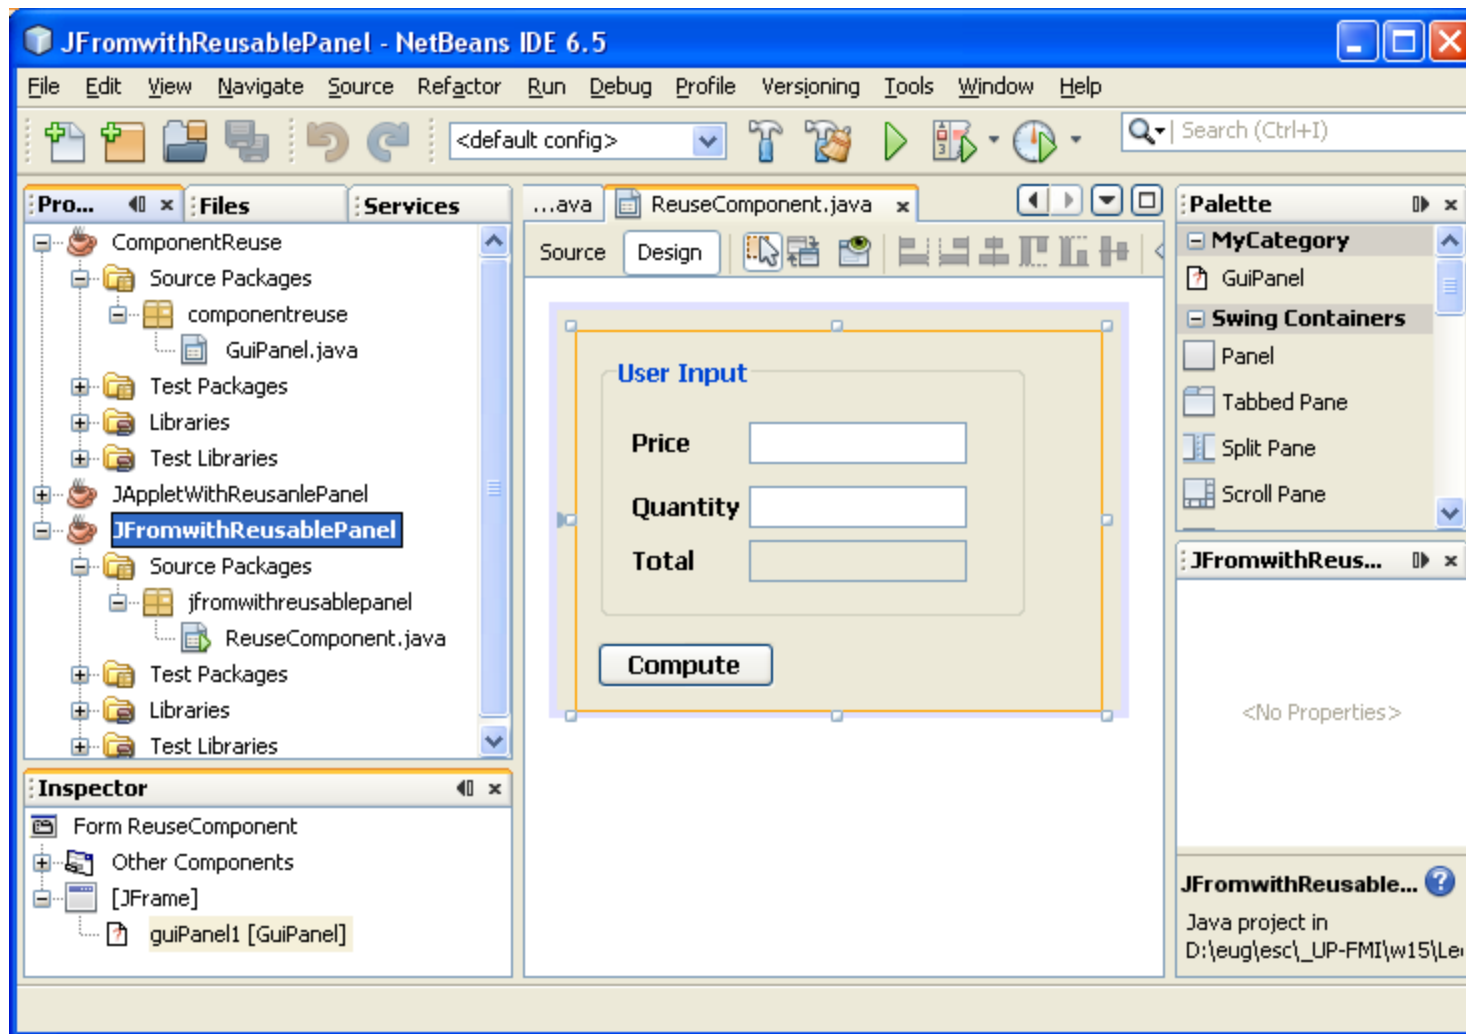 JFromwithReusablePanel - NetBeans IDE 6.5
File Edit View Navigate Source Refactor Run Debug Profile Versioning Tools Window Help
<default config>
Search (Ctrl+I)
Pro... Files Services
ComponentReuse
Source Packages
componentreuse
GuiPanel.java
Test Packages
Libraries
Test Libraries
JAppletWithReusanlePanel
JFromwithReusablePanel
Source Packages
jfromwithreusablepanel
ReuseComponent.java
Test Packages
Libraries
Test Libraries
Inspector
Form ReuseComponent
Other Components
[JFrame]
guiPanel1 [GuiPanel]
...ava ReuseComponent.java
Source Design
User Input
Price
Quantity
Total
Compute
Palette
MyCategory
GuiPanel
Swing Containers
Panel
Tabbed Pane
Split Pane
Scroll Pane
JFromwithReus...
<No Properties>
JFromwithReusable...
Java project in
D:\eug\esc\_UP-FMI\w15\Le